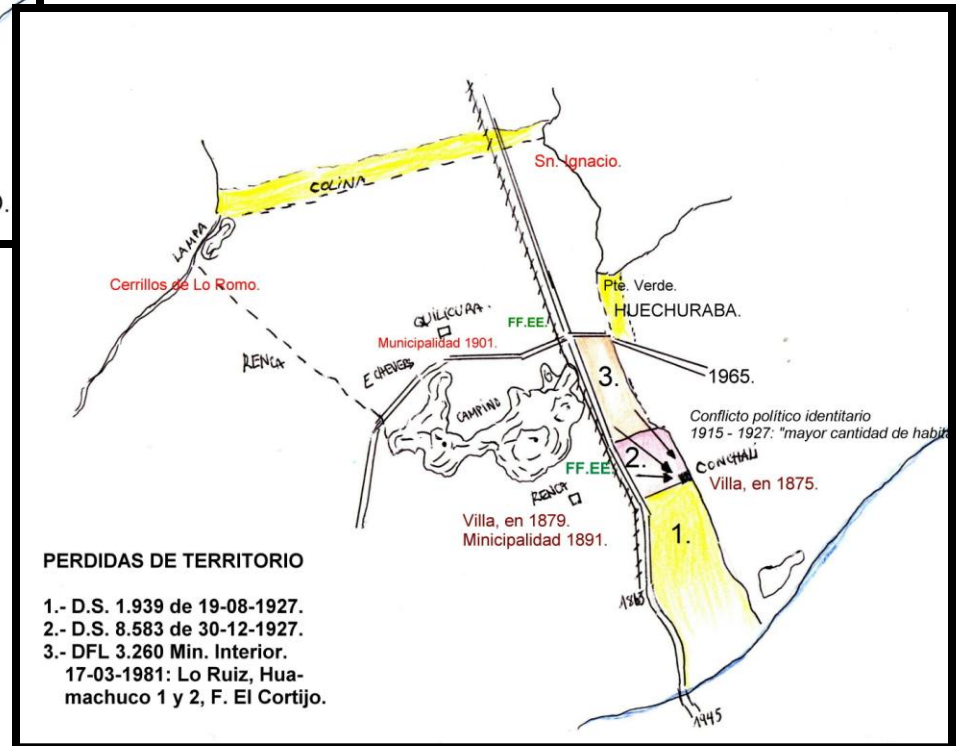 O.
Sn. Ignacio.
COLINA
LAMPA
Cerrillos de Lo Romo.
Pte. Verde.
HUECHURABA.
QUILICURA.
FF.EE.
Municipalidad 1901.
RENCA
ECHEVERS
3.
1965.
CAMPINO
Conflicto político identitario
1915 - 1927: "mayor cantidad de habita
2.
CONCHALI
FF.EE.
Villa, en 1875.
RENCA
Villa, en 1879.
Minicipalidad 1891.
1.
PERDIDAS DE TERRITORIO
1.- D.S. 1.939 de 19-08-1927.
2.- D.S. 8.583 de 30-12-1927.
3.- DFL 3.260 Min. Interior.
17-03-1981: Lo Ruiz, Hua-
machuco 1 y 2, F. El Cortijo.
1945